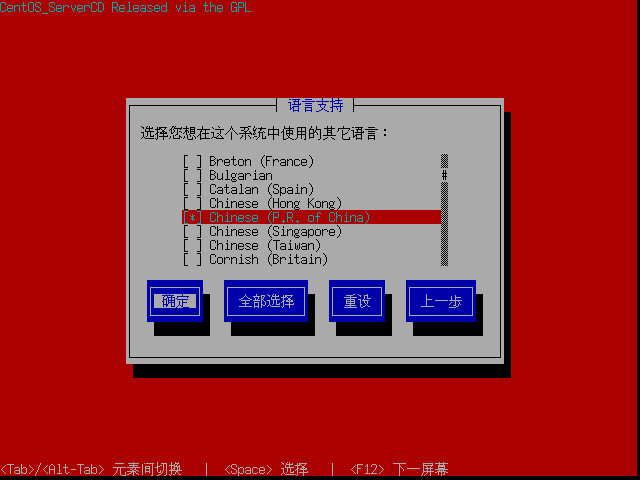 CentOS_ServerCD Released via the GPL
语言支持
选择您想在这个系统中使用的其它语言：
[ ] Breton (France)
[ ] Bulgarian #
[ ] Catalan (Spain)
[ ] Chinese (Hong Kong)
[*] Chinese (P.R. of China)
[ ] Chinese (Singapore)
[ ] Chinese (Taiwan)
[ ] Cornish (Britain)
确定 全部选择 重设 上一步
<Tab>/<Alt-Tab> 元素间切换 | <Space> 选择 | <F12> 下一屏幕